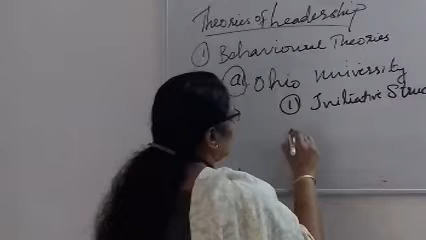 Theories of Leadership
① Behavioural Theories
ⓐ Ohio University
① Initiative Struc